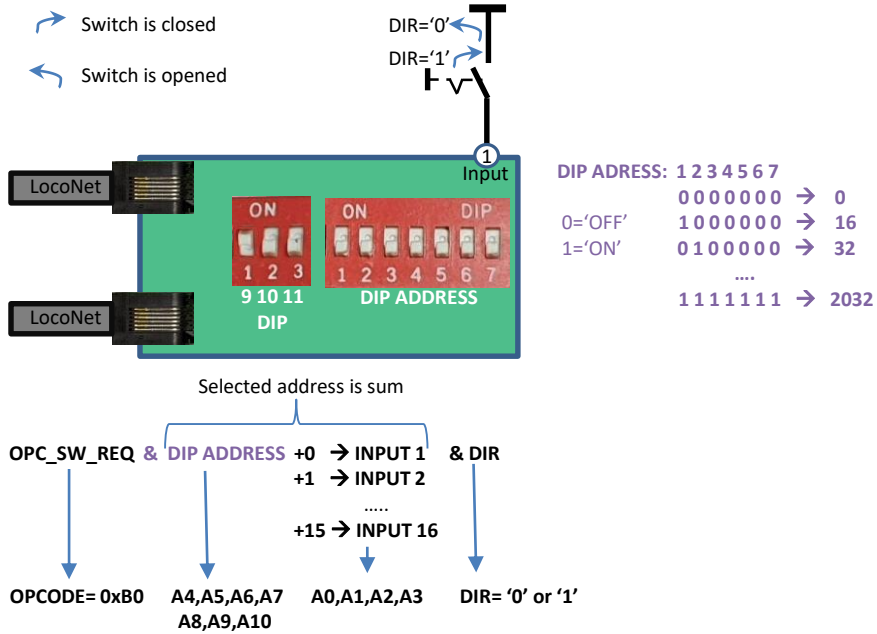 Switch is closed
Switch is opened
DIR=‘0’
DIR=‘1’
1
Input
LocoNet
LocoNet
ON
1 2 3
9 10 11
DIP
ON DIP
1 2 3 4 5 6 7
DIP ADDRESS
DIP ADRESS: 1 2 3 4 5 6 7
0 0 0 0 0 0 0 → 0
0=‘OFF’ 1 0 0 0 0 0 0 → 16
1=‘ON’ 0 1 0 0 0 0 0 → 32
....
1 1 1 1 1 1 1 → 2032
Selected address is sum
OPC_SW_REQ & DIP ADDRESS +0 → INPUT 1 & DIR
+1 → INPUT 2
.....
+15 → INPUT 16
OPCODE= 0xB0 A4,A5,A6,A7 A0,A1,A2,A3 DIR= ‘0’ or ‘1’
A8,A9,A10